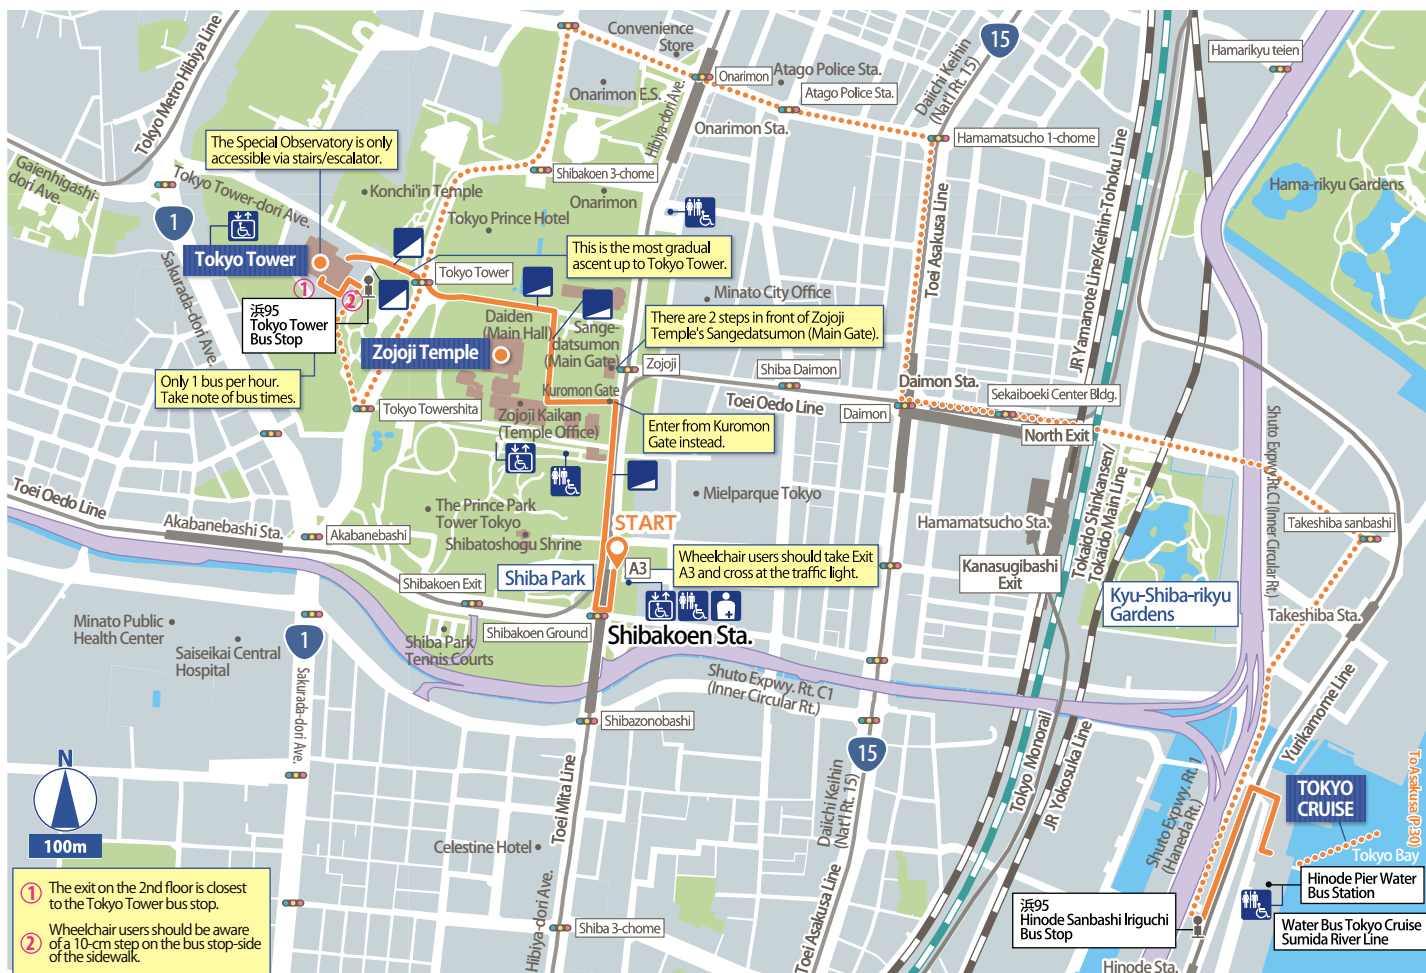 Convenience
Store
15
Hamarikyu teien
Onarimon
Atago Police Sta.
Atago Police Sta.
Onarimon E.S.
Daiichi Keihin
(Nat'l Rt. 15)
Tokyo Metro Hibiya Line
Hibiya-dori Ave.
Onarimon Sta.
Hamamatsucho 1-chome
The Special Observatory is only
accessible via stairs/escalator.
Gaienhigashi-
dori Ave.
Tokyo Tower-dori Ave.
Shibakoen 3-chome
Konchi'in Temple
Onarimon
Hama-rikyu Gardens
1
Tokyo Prince Hotel
Toei Asakusa Line
JR Yamanote Line/Keihin-Tohoku Line
Tokyo Tower
Sakurada-dori Ave.
This is the most gradual
ascent up to Tokyo Tower.
Tokyo Tower
1
2
浜95
Tokyo Tower
Bus Stop
Minato City Office
Daiden
(Main Hall)
Sange-
datsumon
(Main Gate)
There are 2 steps in front of Zojoji
Temple's Sangedatsumon (Main Gate).
Zojoji Temple
Zojoji
Shiba Daimon
Daimon Sta.
Only 1 bus per hour.
Take note of bus times.
Kuromon Gate
Toei Oedo Line
Sekaiboeki Center Bldg.
Tokyo Towershita
Zojoji Kaikan
(Temple Office)
Daimon
Enter from Kuromon
Gate instead.
North Exit
Shuto Expwy.Rt.C1(Inner Circular Rt.)
Toei Oedo Line
Mielparque Tokyo
Tokaido Shinkansen/
Tokaido Main Line
The Prince Park
Tower Tokyo
START
Hamamatsucho Sta.
Takeshiba sanbashi
Akabanebashi Sta.
Akabanebashi
Shibatoshogu Shrine
Wheelchair users should take Exit
A3 and cross at the traffic light.
A3
Shibakoen Exit
Shiba Park
Kanasugibashi
Exit
Kyu-Shiba-rikyu
Gardens
Takeshiba Sta.
Minato Public
Health Center
1
Shibakoen Ground
Shibakoen Sta.
Saiseikai Central
Hospital
Shiba Park
Tennis Courts
Shuto Expwy. Rt. C1
(Inner Circular Rt.)
Sakurada-dori Ave.
Shibazonobashi
Yurikamome Line
15
Tokyo Monorail
JR Yokosuka Line
N
100m
Toei Mita Line
Daiichi Keihin
(Nat'l Rt. 15)
Shuto Expwy. Rt. 1
(Haneda Rt.)
TOKYO
CRUISE
To Asakusa (P.30)
Tokyo Bay
Celestine Hotel
1 The exit on the 2nd floor is closest
to the Tokyo Tower bus stop.
2 Wheelchair users should be aware
of a 10-cm step on the bus stop-side
of the sidewalk.
Hibiya-dori Ave.
Shiba 3-chome
Toei Asakusa Line
浜95
Hinode Sanbashi Iriguchi
Bus Stop
Hinode Pier Water
Bus Station
Water Bus Tokyo Cruise
Sumida River Line
Hinode Sta.